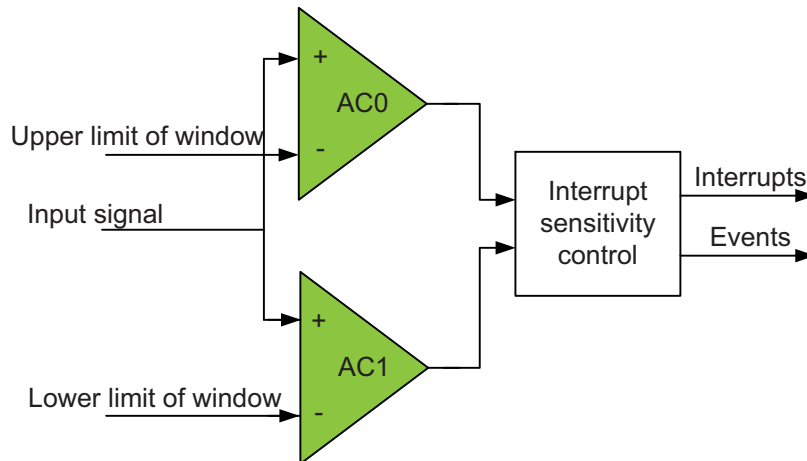 +
AC0
Upper limit of window
-
Input signal
Interrupt
sensitivity
control
Interrupts
Events
+
AC1
Lower limit of window
-